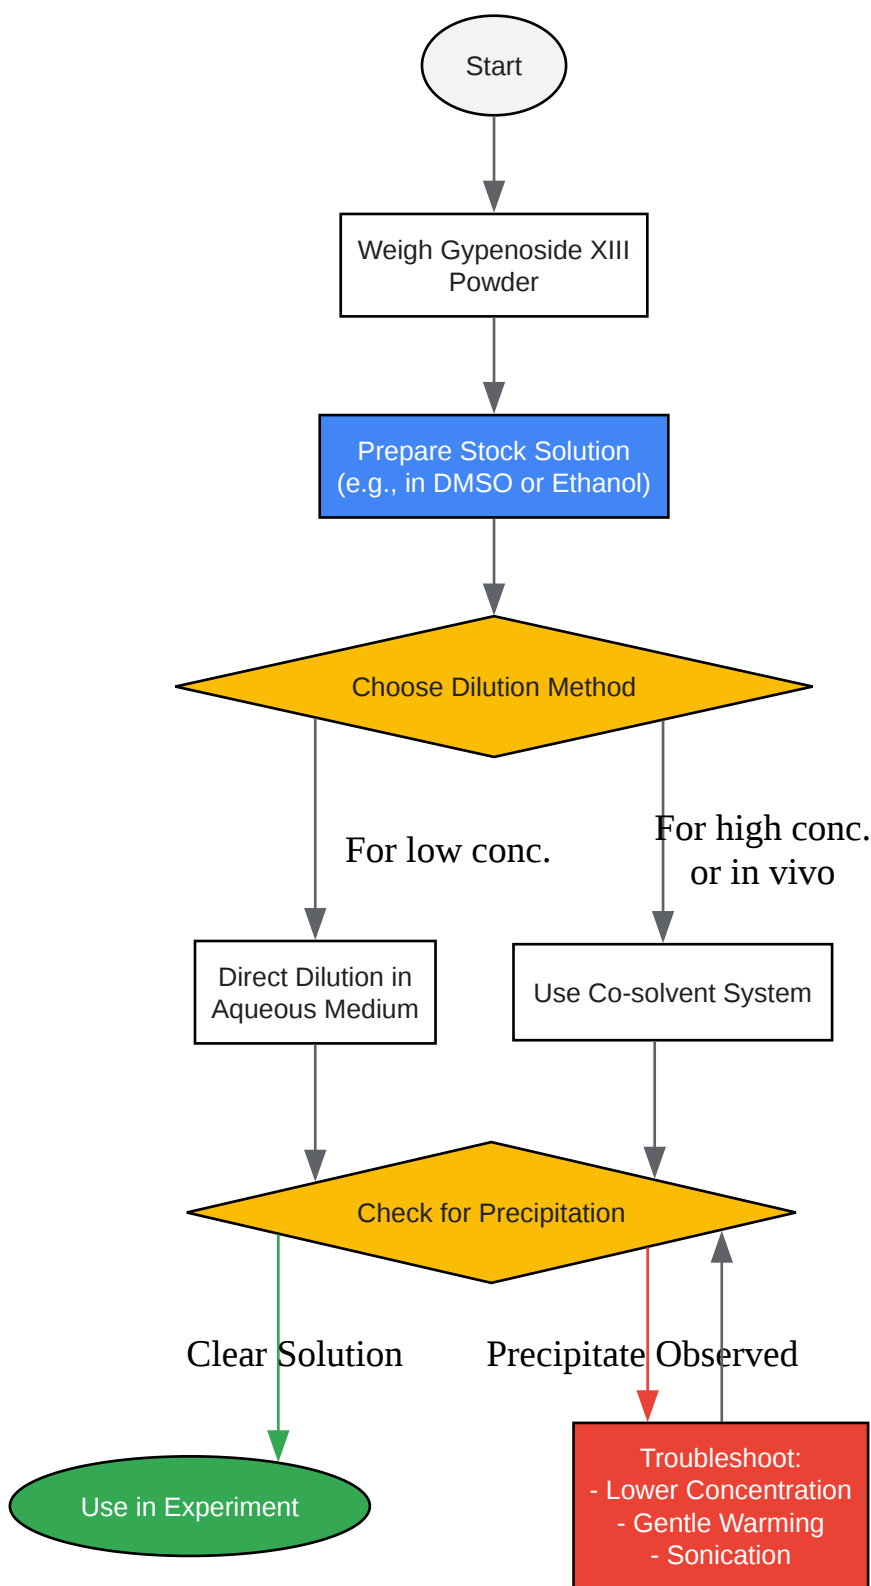 Start
Weigh Gypenoside XIII
Powder
Prepare Stock Solution
(e.g., in DMSO or Ethanol)
Choose Dilution Method
For low conc.
For high conc.
or in vivo
Direct Dilution in
Aqueous Medium
Use Co-solvent System
Check for Precipitation
Clear Solution
Precipitate Observed
Use in Experiment
Troubleshoot:
- Lower Concentration
- Gentle Warming
- Sonication